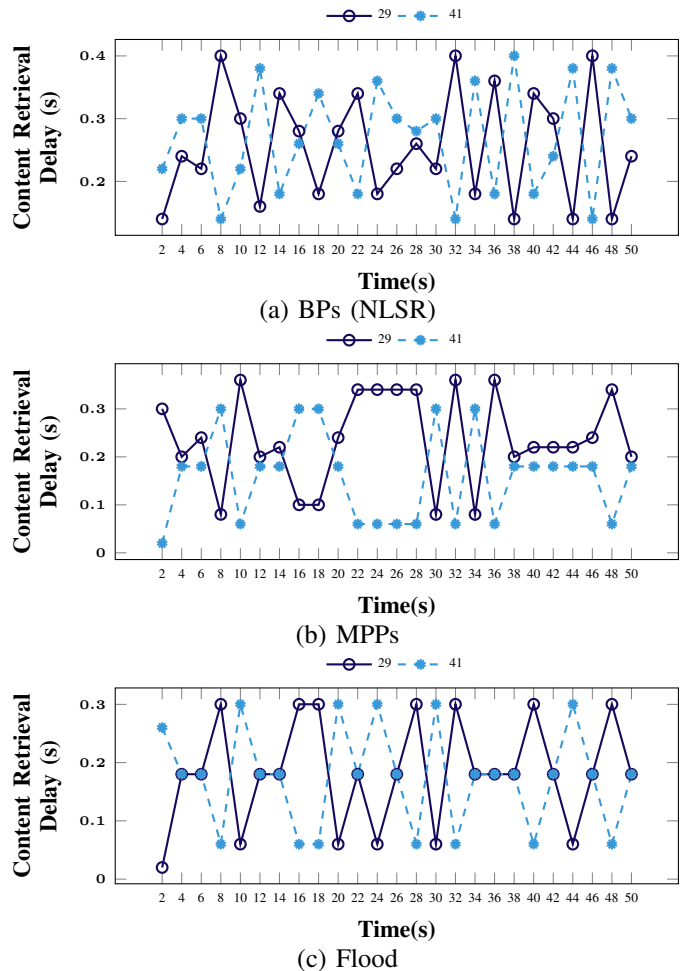 29 41
Content Retrieval
Delay (s)
0.4
0.2
2 4 6 8 10 12 14 16 18 20 22 24 26 28 30 32 34 36 38 40 42 44 46 48 50
Time(s)
(a) BPs (NLSR)
29 41
Content Retrieval
Delay (s)
0.3
0.2
0.1
0
2 4 6 8 10 12 14 16 18 20 22 24 26 28 30 32 34 36 38 40 42 44 46 48 50
Time(s)
(b) MPPs
29 41
Content Retrieval
Delay (s)
0.3
0.2
0.1
0
2 4 6 8 10 12 14 16 18 20 22 24 26 28 30 32 34 36 38 40 42 44 46 48 50
Time(s)
(c) Flood